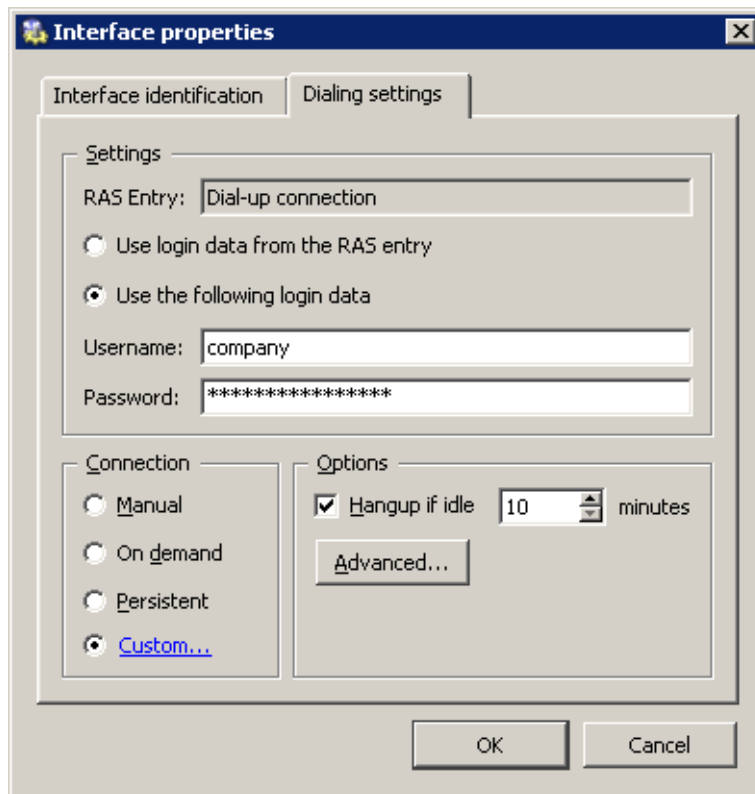 Interface properties
Interface identification
Dialing settings
Settings
RAS Entry: Dial-up connection
Use login data from the RAS entry
Use the following login data
Username: company
Password: ****************
Connection
Manual
On demand
Persistent
Custom...
Options
Hangup if idle 10 minutes
Advanced...
OK
Cancel